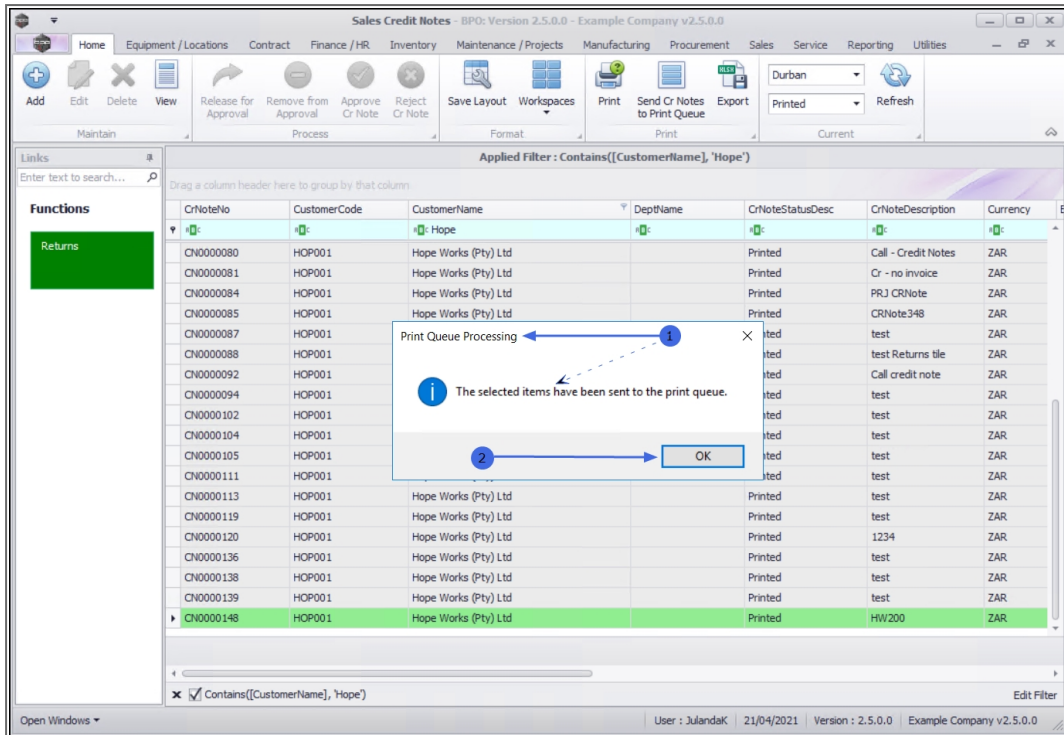 Sales Credit Notes - BPO: Version 2.5.0.0 - Example Company v2.5.0.0
Home Equipment / Locations Contract Finance / HR Inventory Maintenance / Projects Manufacturing Procurement Sales Service Reporting Utilities
Add Edit Delete View Release for Approval Remove from Approval Approve Cr Note Reject Cr Note Save Layout Workspaces Print Send Cr Notes to Print Queue XLSX Export Durban Printed Refresh
Maintain Process Format Print Current
Links
Enter text to search...
Functions
Returns
Applied Filter : Contains([CustomerName], 'Hope')
Drag a column header here to group by that column
CrNoteNo CustomerCode CustomerName DeptName CrNoteStatusDesc CrNoteDescription Currency E
Hope
CN0000080 HOP001 Hope Works (Pty) Ltd Printed Call - Credit Notes ZAR
CN0000081 HOP001 Hope Works (Pty) Ltd Printed Cr - no invoice ZAR
CN0000084 HOP001 Hope Works (Pty) Ltd Printed PRJ CRNote ZAR
CN0000085 HOP001 Hope Works (Pty) Ltd Printed CRNote348 ZAR
CN0000087 HOP001 nted test ZAR
CN0000088 HOP001 nted test Returns tile ZAR
CN0000092 HOP001 nted Call credit note ZAR
CN0000094 HOP001 nted test ZAR
CN0000102 HOP001 nted test ZAR
CN0000104 HOP001 nted test ZAR
CN0000105 HOP001 nted test ZAR
CN0000111 HOP001 nted test ZAR
CN0000113 HOP001 Hope Works (Pty) Ltd Printed test ZAR
CN0000119 HOP001 Hope Works (Pty) Ltd Printed test ZAR
CN0000120 HOP001 Hope Works (Pty) Ltd Printed 1234 ZAR
CN0000136 HOP001 Hope Works (Pty) Ltd Printed test ZAR
CN0000138 HOP001 Hope Works (Pty) Ltd Printed test ZAR
CN0000139 HOP001 Hope Works (Pty) Ltd Printed test ZAR
CN0000148 HOP001 Hope Works (Pty) Ltd Printed HW200 ZAR
Print Queue Processing 1
The selected items have been sent to the print queue.
2 OK
Contains([CustomerName], 'Hope') Edit Filter
Open Windows User : JulandaK 21/04/2021 Version : 2.5.0.0 Example Company v2.5.0.0